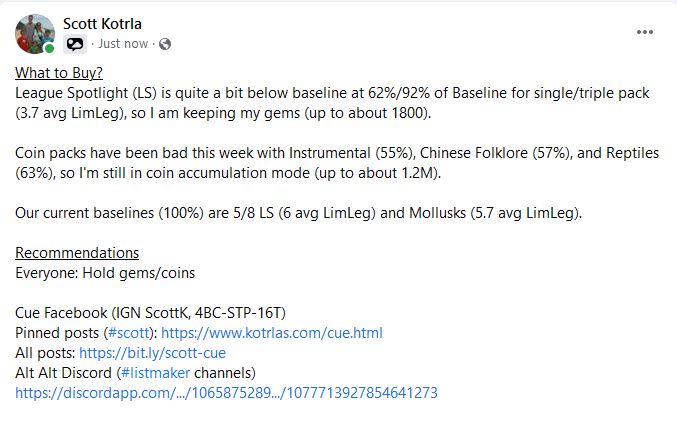 Scott Kotrla
· Just now ·
What to Buy?
League Spotlight (LS) is quite a bit below baseline at 62%/92% of Baseline for single/triple pack
(3.7 avg LimLeg), so I am keeping my gems (up to about 1800).
Coin packs have been bad this week with Instrumental (55%), Chinese Folklore (57%), and Reptiles
(63%), so I'm still in coin accumulation mode (up to about 1.2M).
Our current baselines (100%) are 5/8 LS (6 avg LimLeg) and Mollusks (5.7 avg LimLeg).
Recommendations
Everyone: Hold gems/coins
Cue Facebook (IGN ScottK, 4BC-STP-16T)
Pinned posts (#scott): https://www.kotrlas.com/cue.html
All posts: https://bit.ly/scott-cue
Alt Alt Discord (#listmaker channels)
https://discordapp.com/.../1065875289.../1077713927854641273